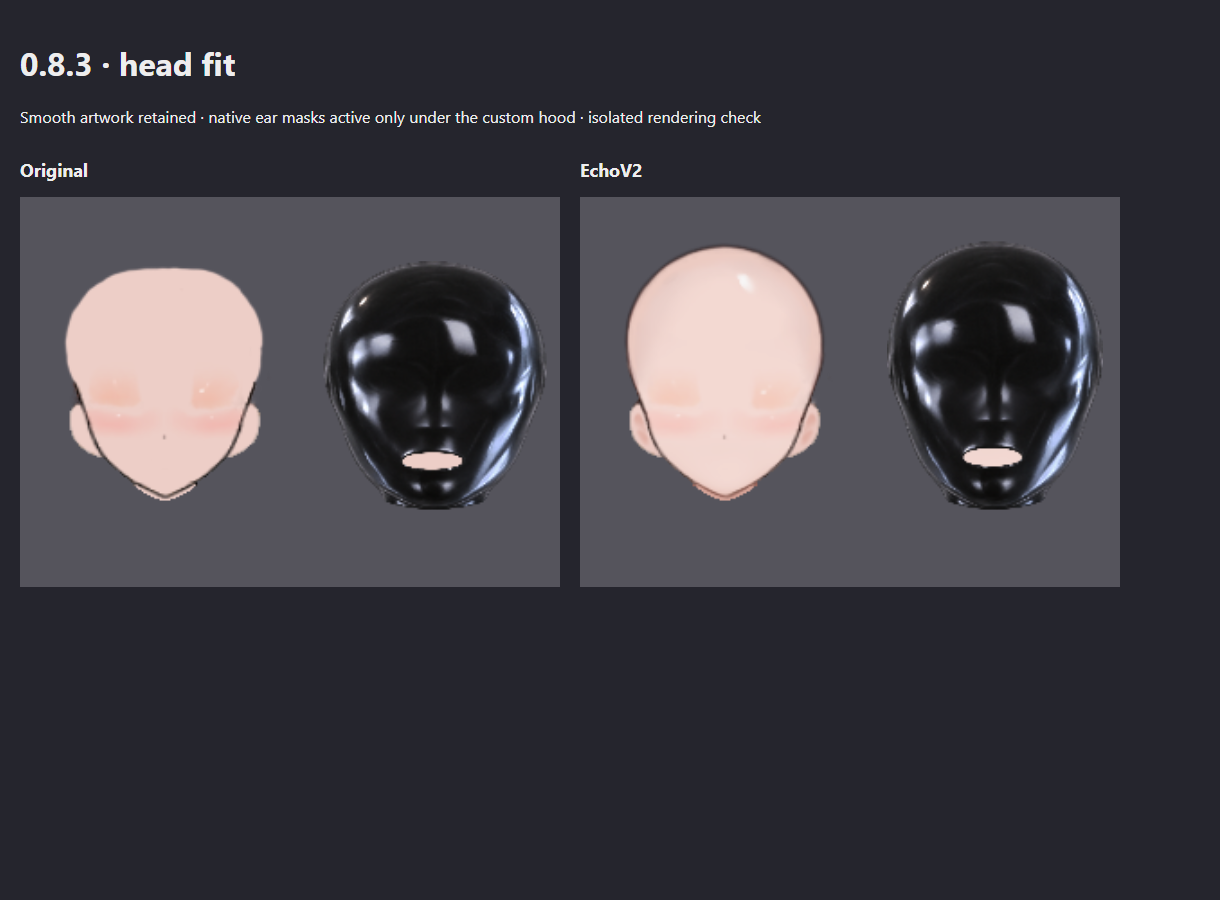 0.8.3 · head fit
Smooth artwork retained · native ear masks active only under the custom hood · isolated rendering check
Original
EchoV2